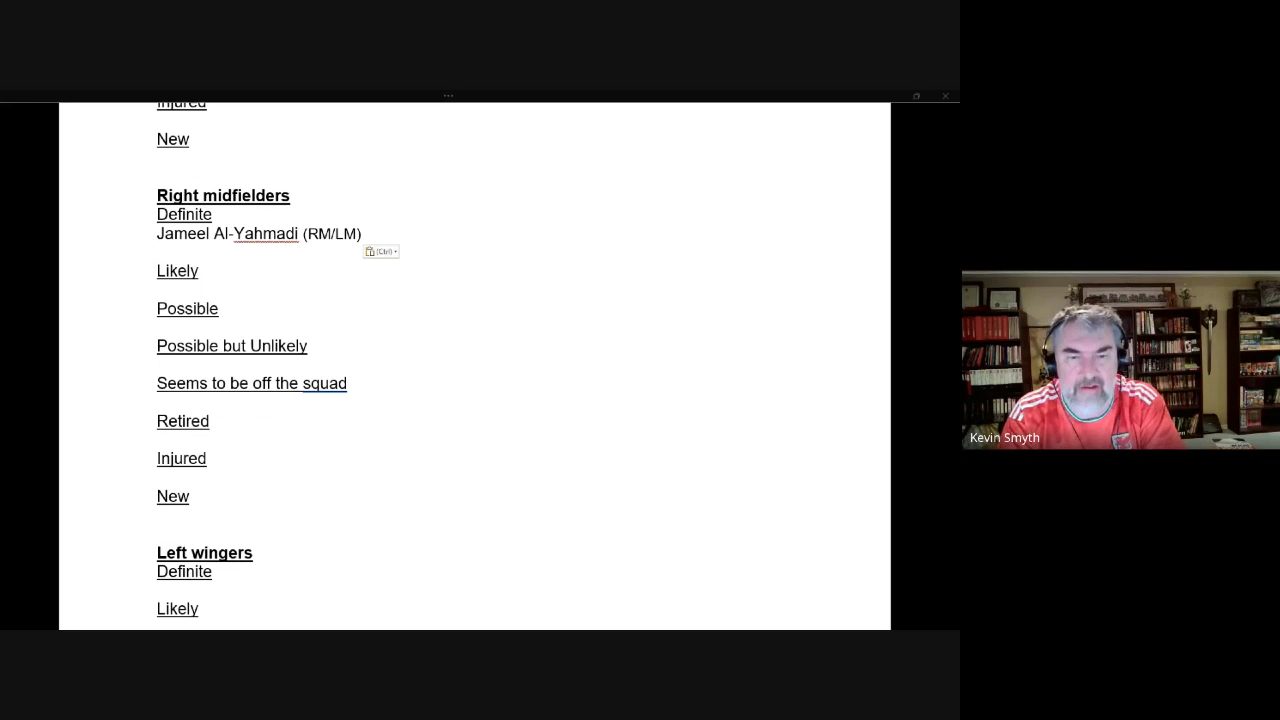 Injured
New
Right midfielders
Definite
Jameel Al-Yahmadi (RM/LM)
(Ctrl)
Likely
Possible
Possible but Unlikely
Seems to be off the squad
Retired
Injured
New
Left wingers
Definite
Likely
Kevin Smyth